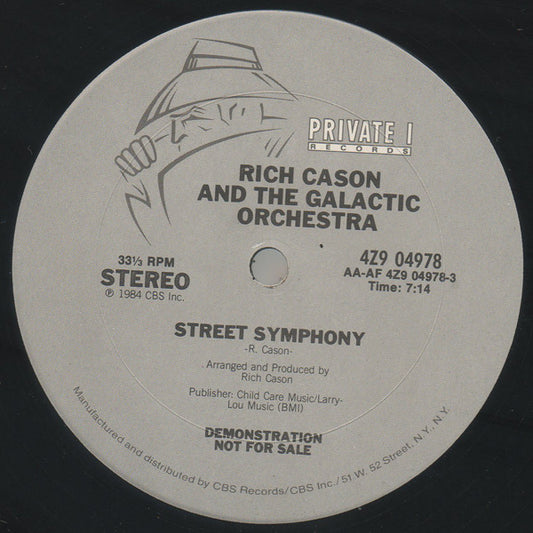 PRIVATE I
RECORDS
RICH CASON
AND THE GALACTIC
ORCHESTRA
33⅓ RPM
STEREO
℗ 1984 CBS Inc.
4Z9 04978
AA-AF 4Z9 04978-3
Time: 7:14
STREET SYMPHONY
-R. Cason-
Arranged and Produced by
Rich Cason
Publisher: Child Care Music/Larry-
Lou Music (BMI)
DEMONSTRATION
NOT FOR SALE
Manufactured and distributed by CBS Records/CBS Inc./51 W. 52 Street, N.Y., N.Y.